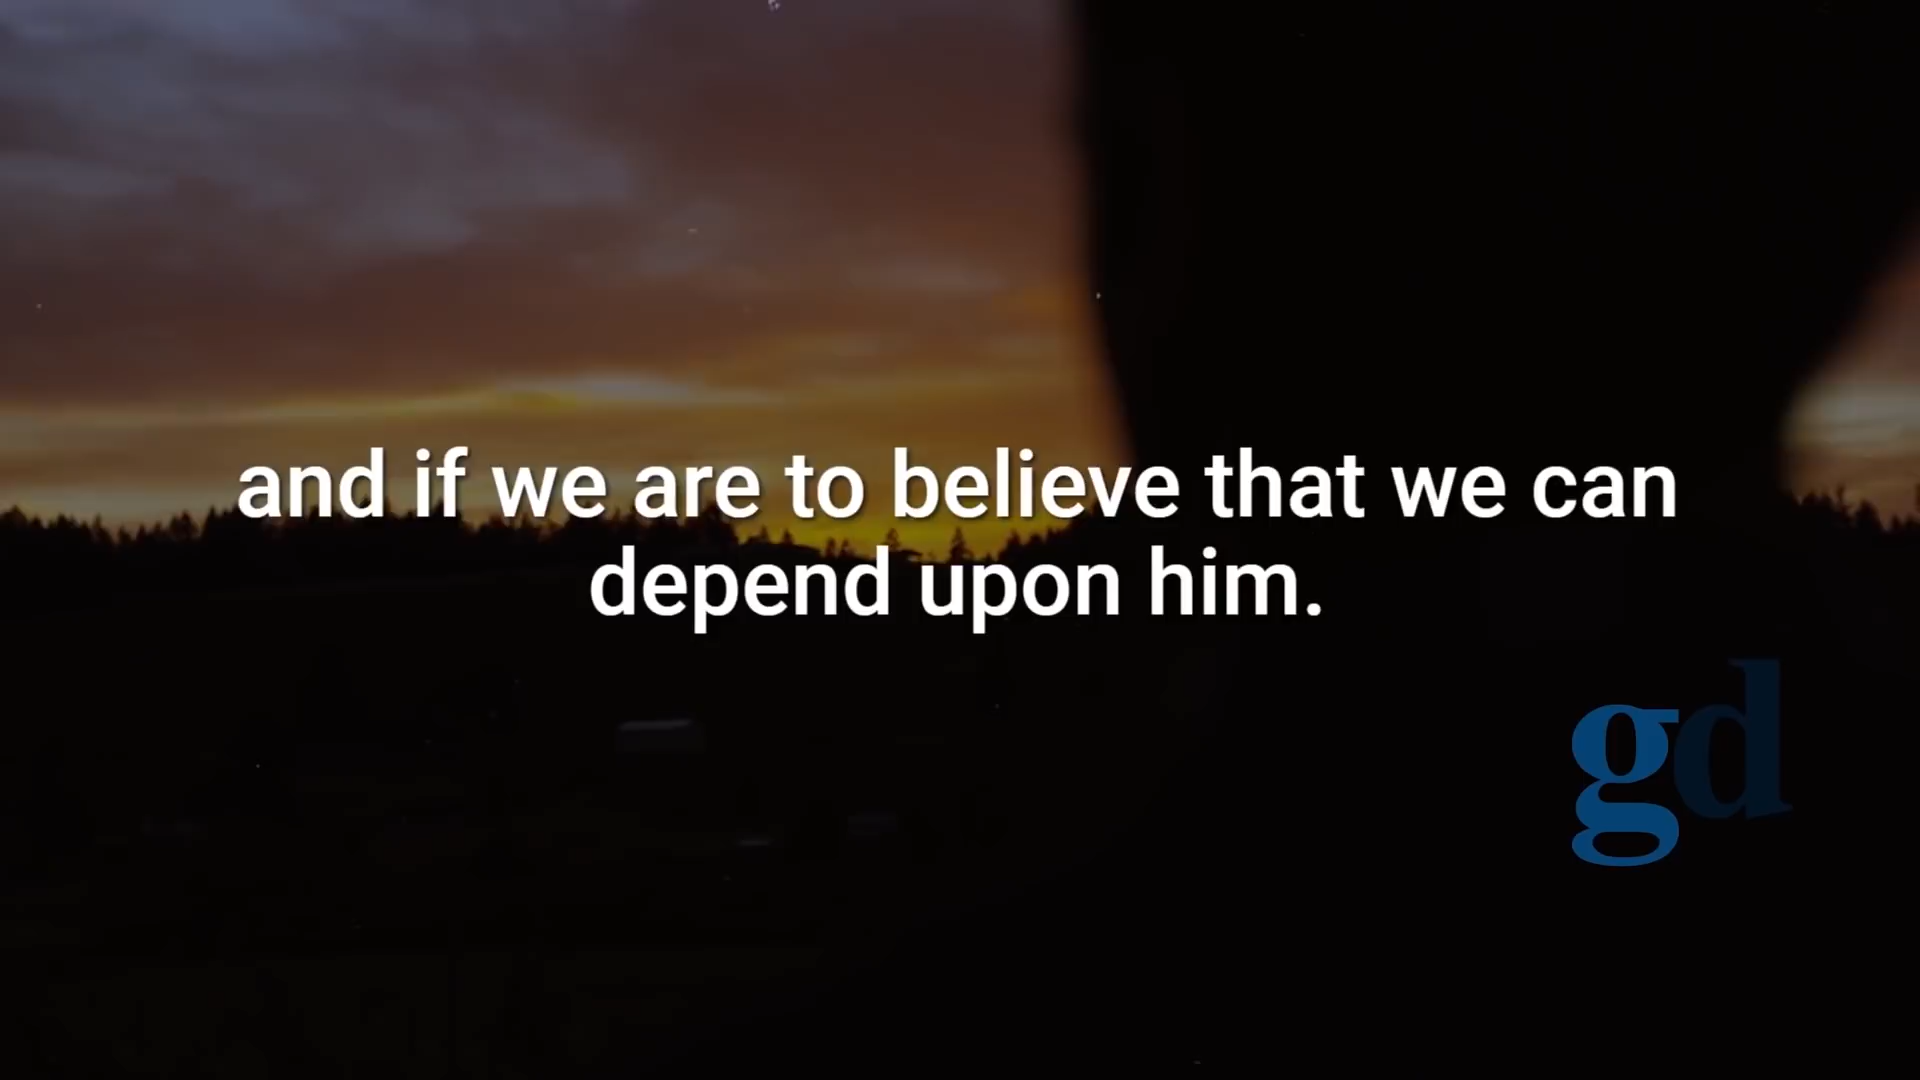 and if we are to believe that we can
depend upon him.
gd